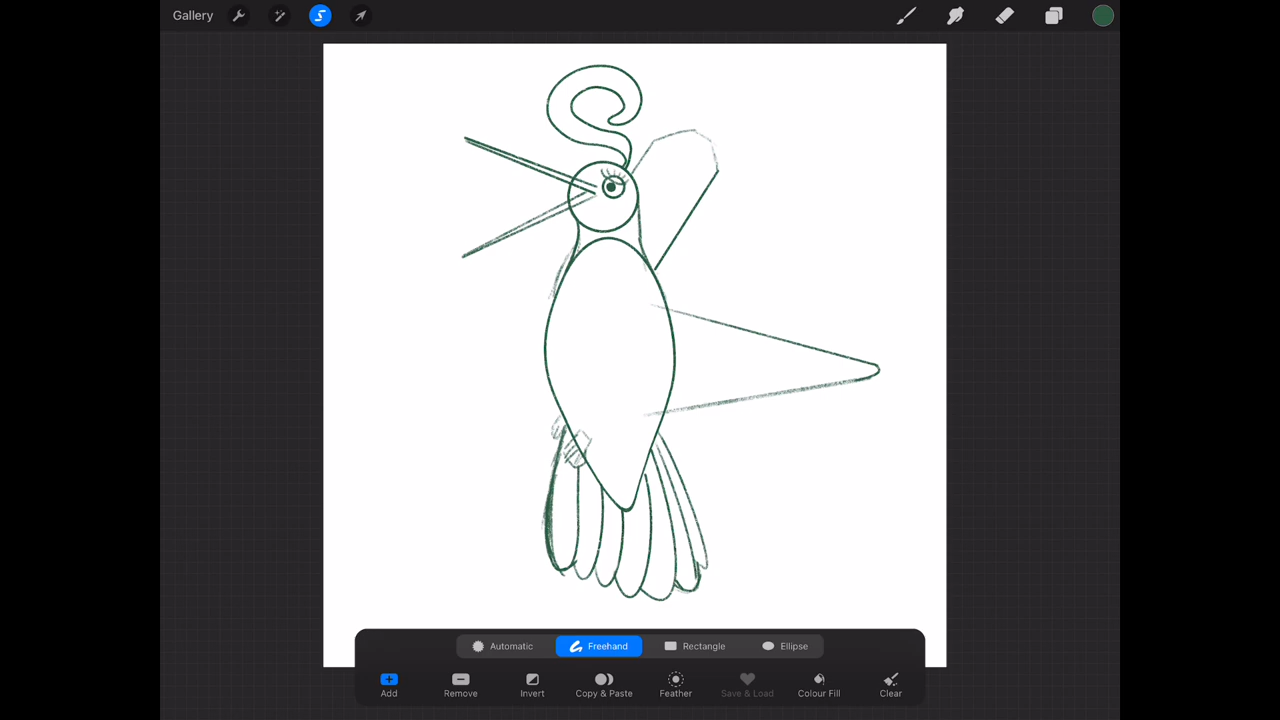 Gallery
Automatic Freehand Rectangle Ellipse
Add Remove Invert Copy & Paste Feather Save & Load Colour Fill Clear